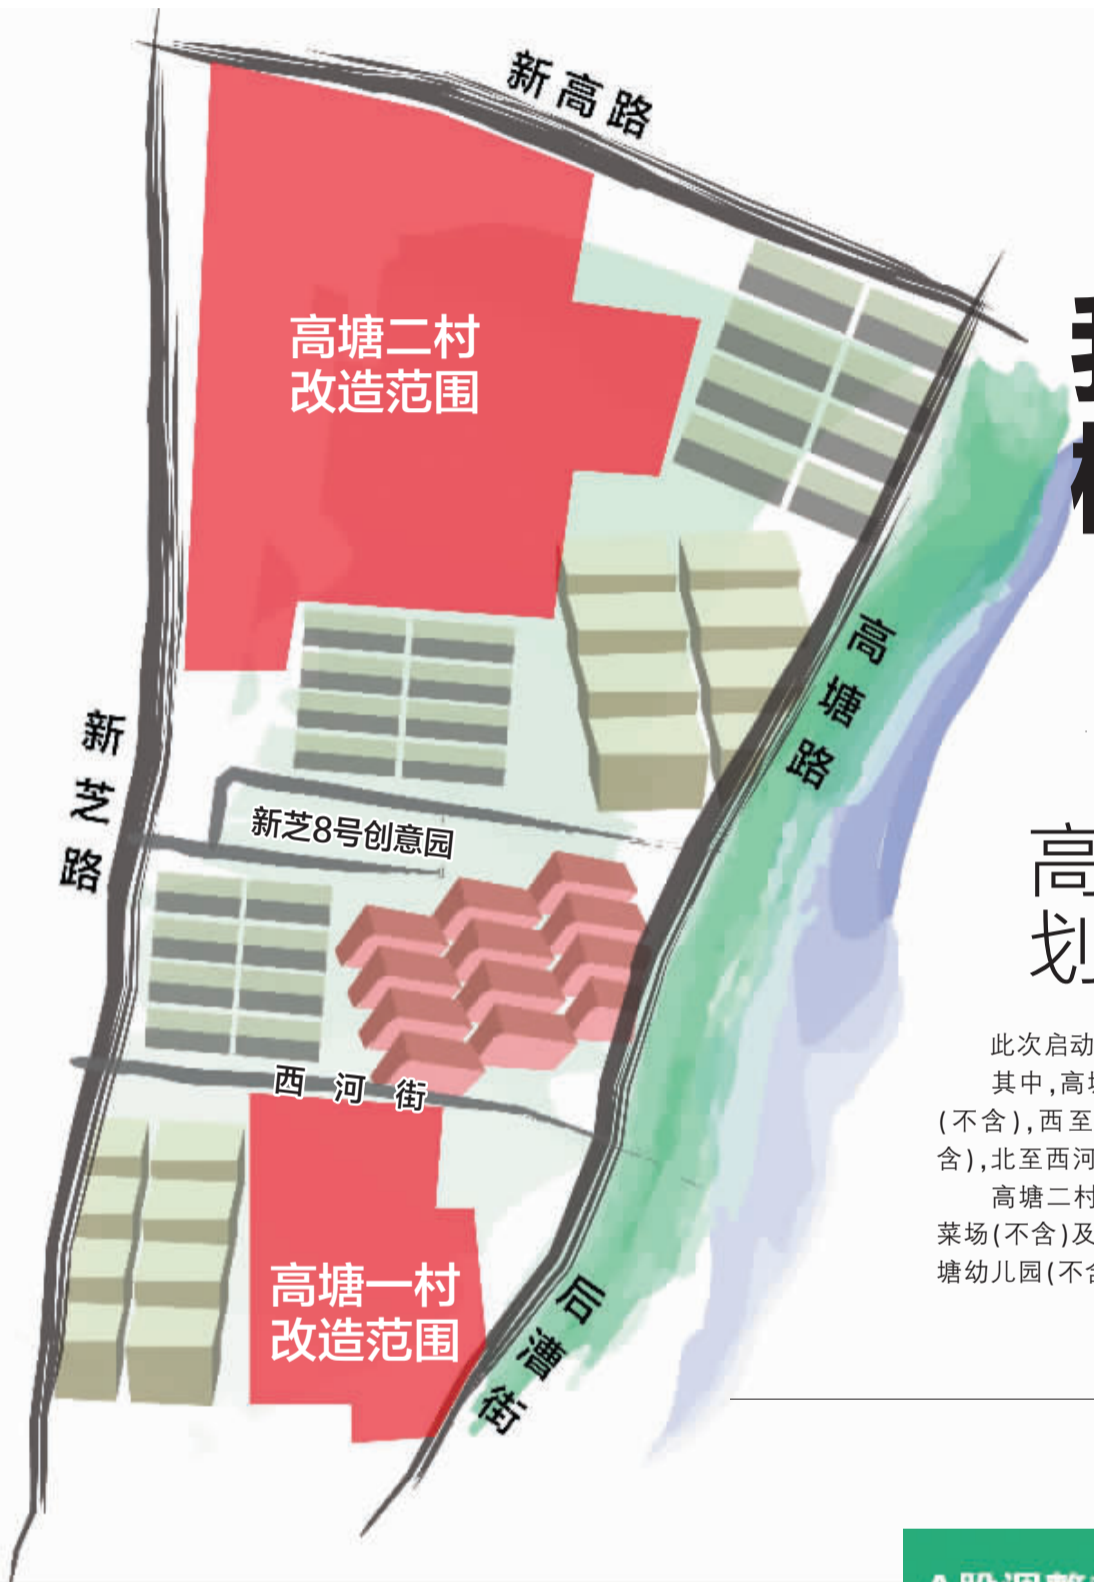 新高路
高塘二村
改造范围
高塘路
新芝路
新芝8号创意园
西河街
高塘一村
改造范围
后漕街
高
划
此次启动
其中,高塘
(不含),西至
含),北至西河
高塘二村
菜场(不含)及
塘幼儿园(不含